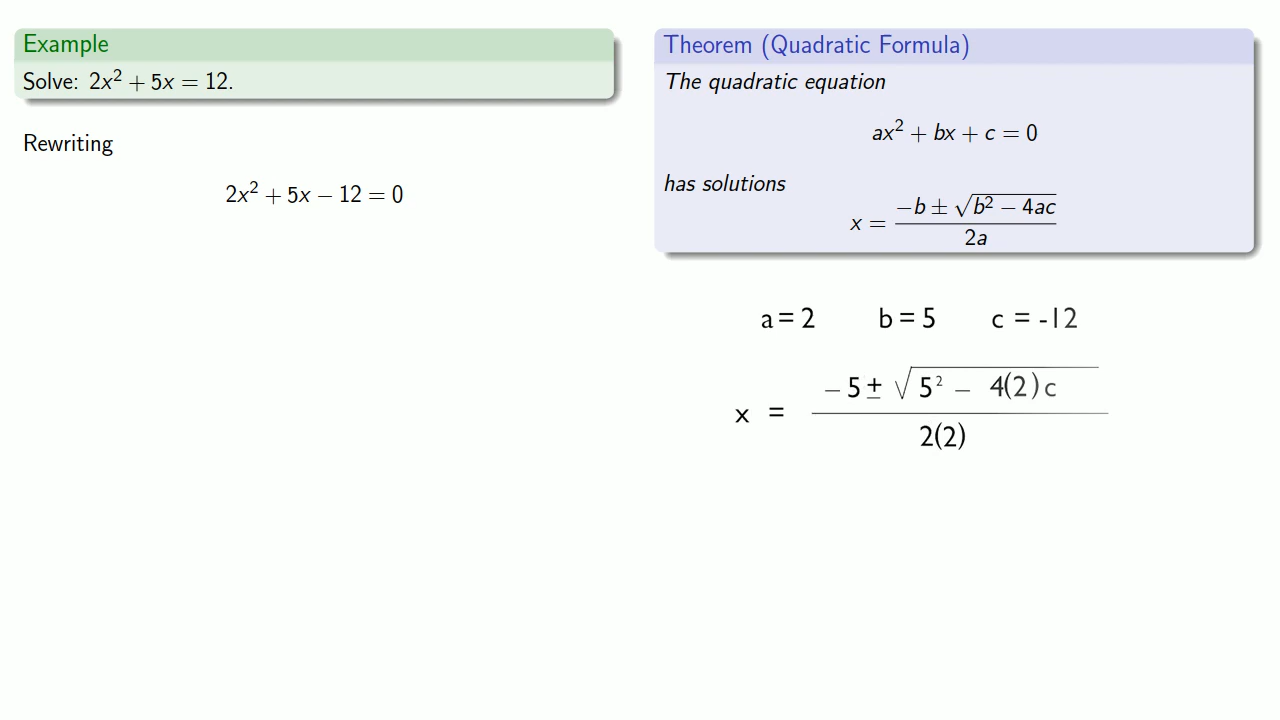 Example
Solve: 2x² + 5x = 12.
Rewriting
2x² + 5x − 12 = 0
Theorem (Quadratic Formula)
The quadratic equation
ax² + bx + c = 0
has solutions
x = (−b ± √(b² − 4ac)) / 2a
a = 2 b = 5 c = -12
x = (− 5 ± √(5² − 4(2)c)) / 2(2)